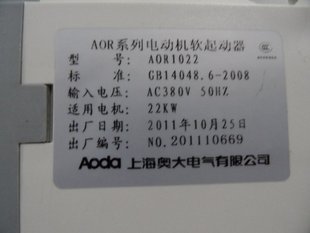 AOR系列电动机软起动器
型 号: AOR1022
标 准: GB14048.6-2008
输入电压: AC380V 50HZ
适用电机: 22KW
出厂日期: 2011年10月25日
出厂编号: NO.201110669
Aoda 上海奥大电气有限公司